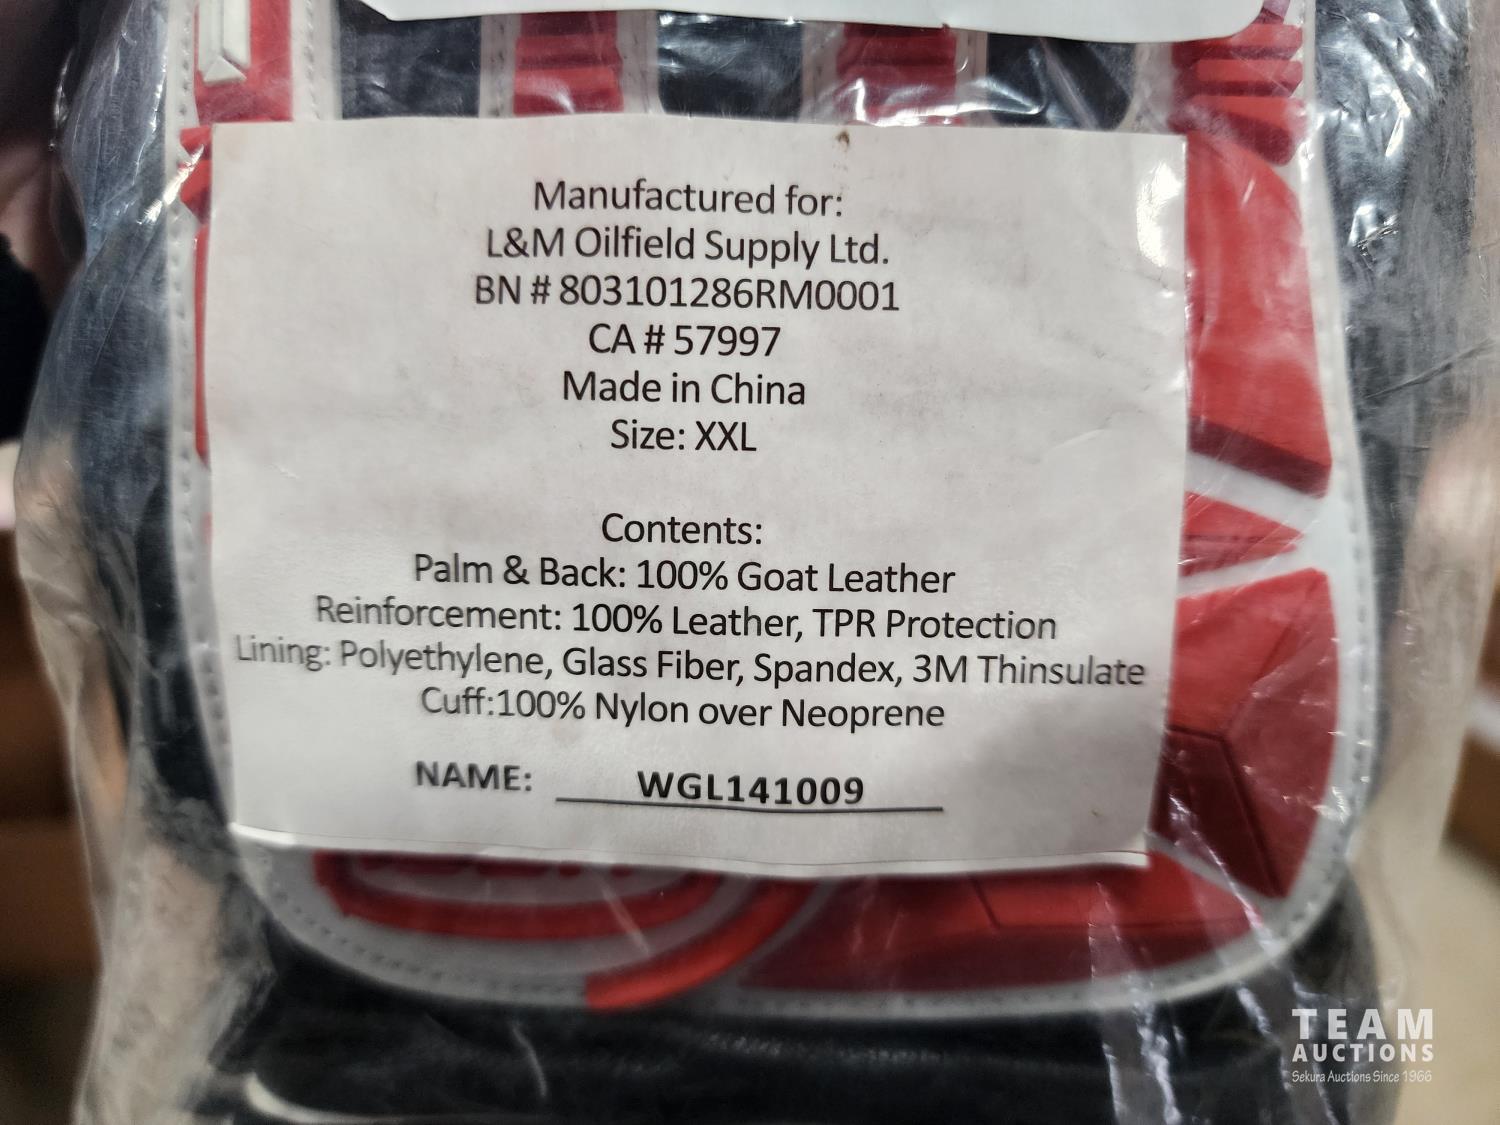 Manufactured for:
L&M Oilfield Supply Ltd.
BN # 803101286RM0001
CA # 57997
Made in China
Size: XXL
Contents:
Palm & Back: 100% Goat Leather
Reinforcement: 100% Leather, TPR Protection
Lining: Polyethylene, Glass Fiber, Spandex, 3M Thinsulate
Cuff:100% Nylon over Neoprene
NAME: WGL141009
TEAM
AUCTIONS
Sekura Auctions Since 1966